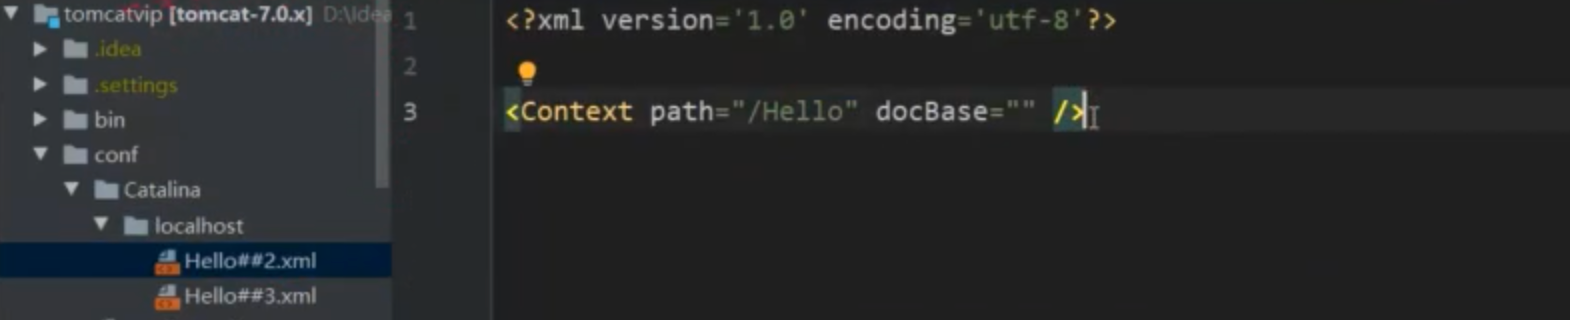 tomcatvip [tomcat-7.0.x] D:\Idea
.idea
.settings
bin
conf
Catalina
localhost
Hello##2.xml
Hello##3.xml
1 <?xml version='1.0' encoding='utf-8'?>
2
3 <Context path="/Hello" docBase="" />